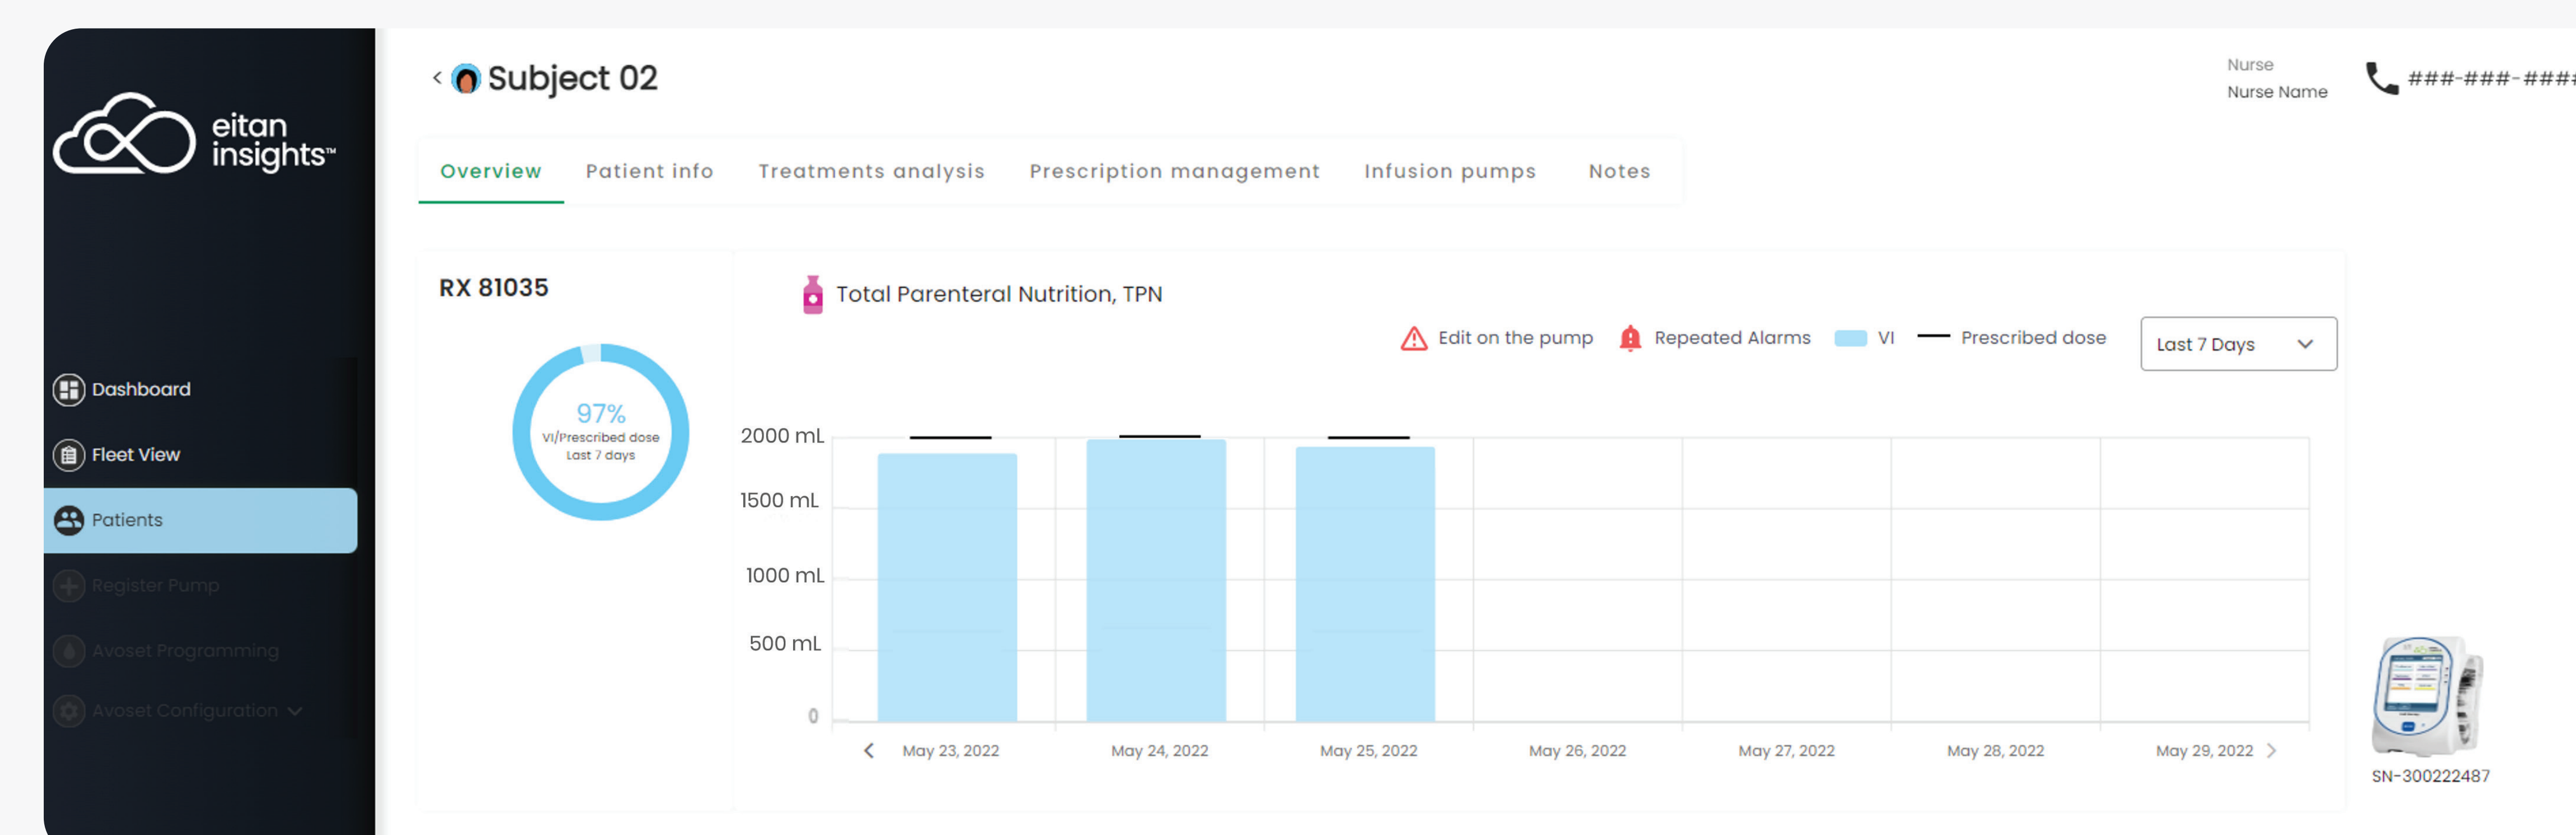 eitan
insights™
Dashboard
Fleet View
Patients
Register Pump
Avoset Programming
Avoset Configuration
< Subject 02
Nurse
Nurse Name
###-###-####
Overview
Patient info
Treatments analysis
Prescription management
Infusion pumps
Notes
RX 81035
97%
VI/Prescribed dose
Last 7 days
Total Parenteral Nutrition, TPN
Edit on the pump
Repeated Alarms
VI
Prescribed dose
Last 7 Days
2000 mL
1500 mL
1000 mL
500 mL
0
May 23, 2022
May 24, 2022
May 25, 2022
May 26, 2022
May 27, 2022
May 28, 2022
May 29, 2022
SN-300222487